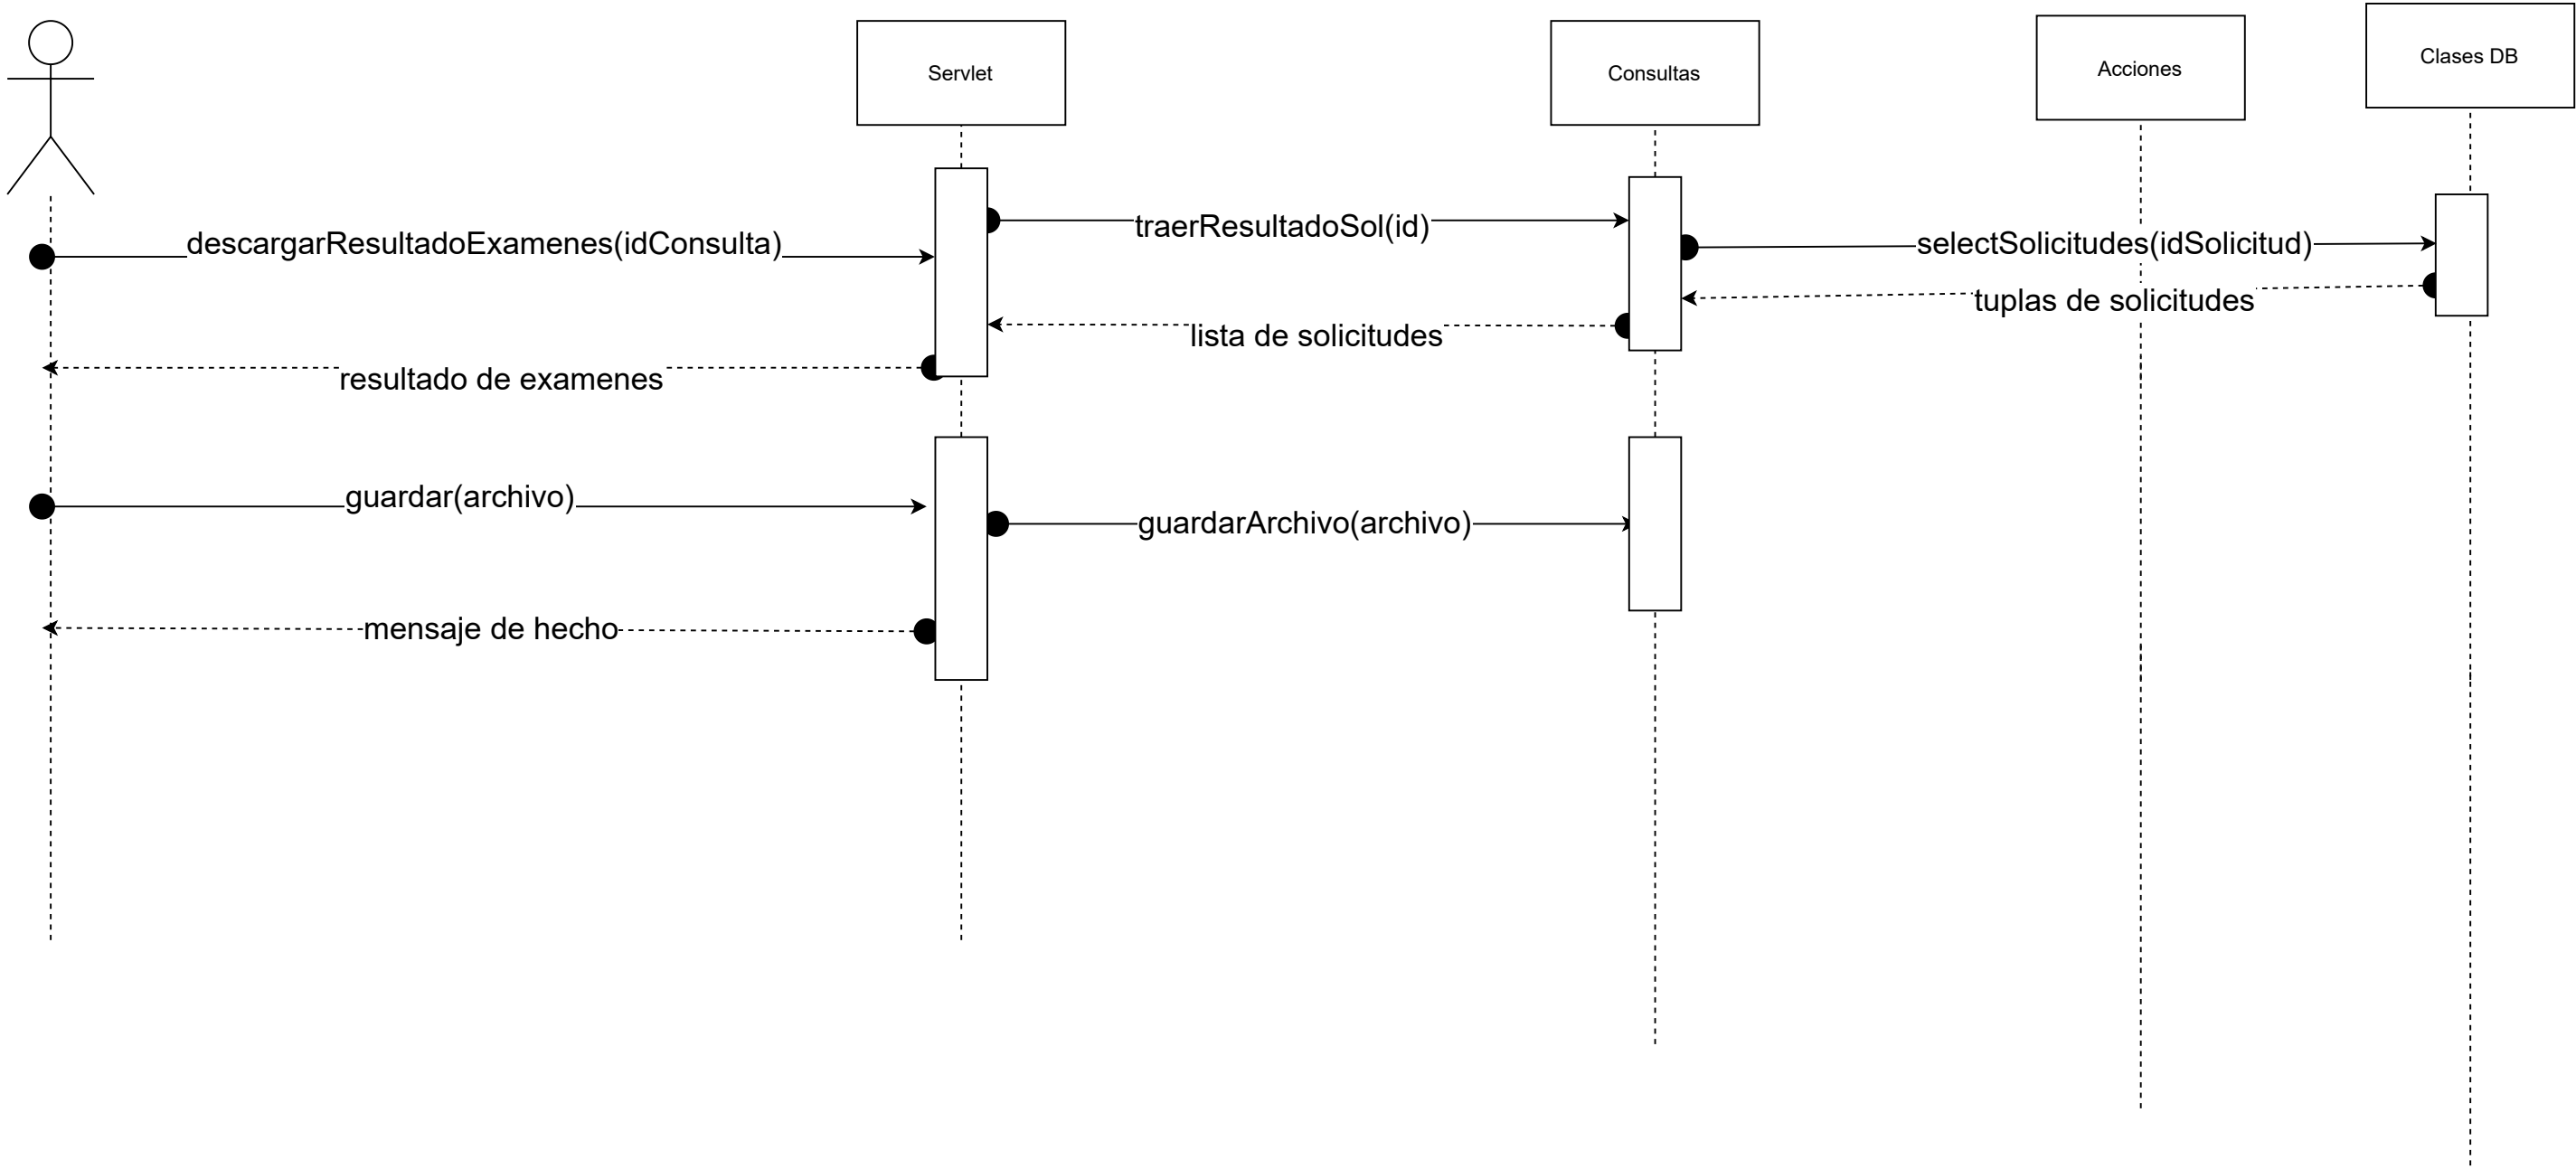 Servlet
Consultas
Acciones
Clases DB
descargarResultadoExamenes(idConsulta)
traerResultadoSol(id)
selectSolicitudes(idSolicitud)
tuplas de solicitudes
lista de solicitudes
resultado de examenes
guardar(archivo)
guardarArchivo(archivo)
mensaje de hecho